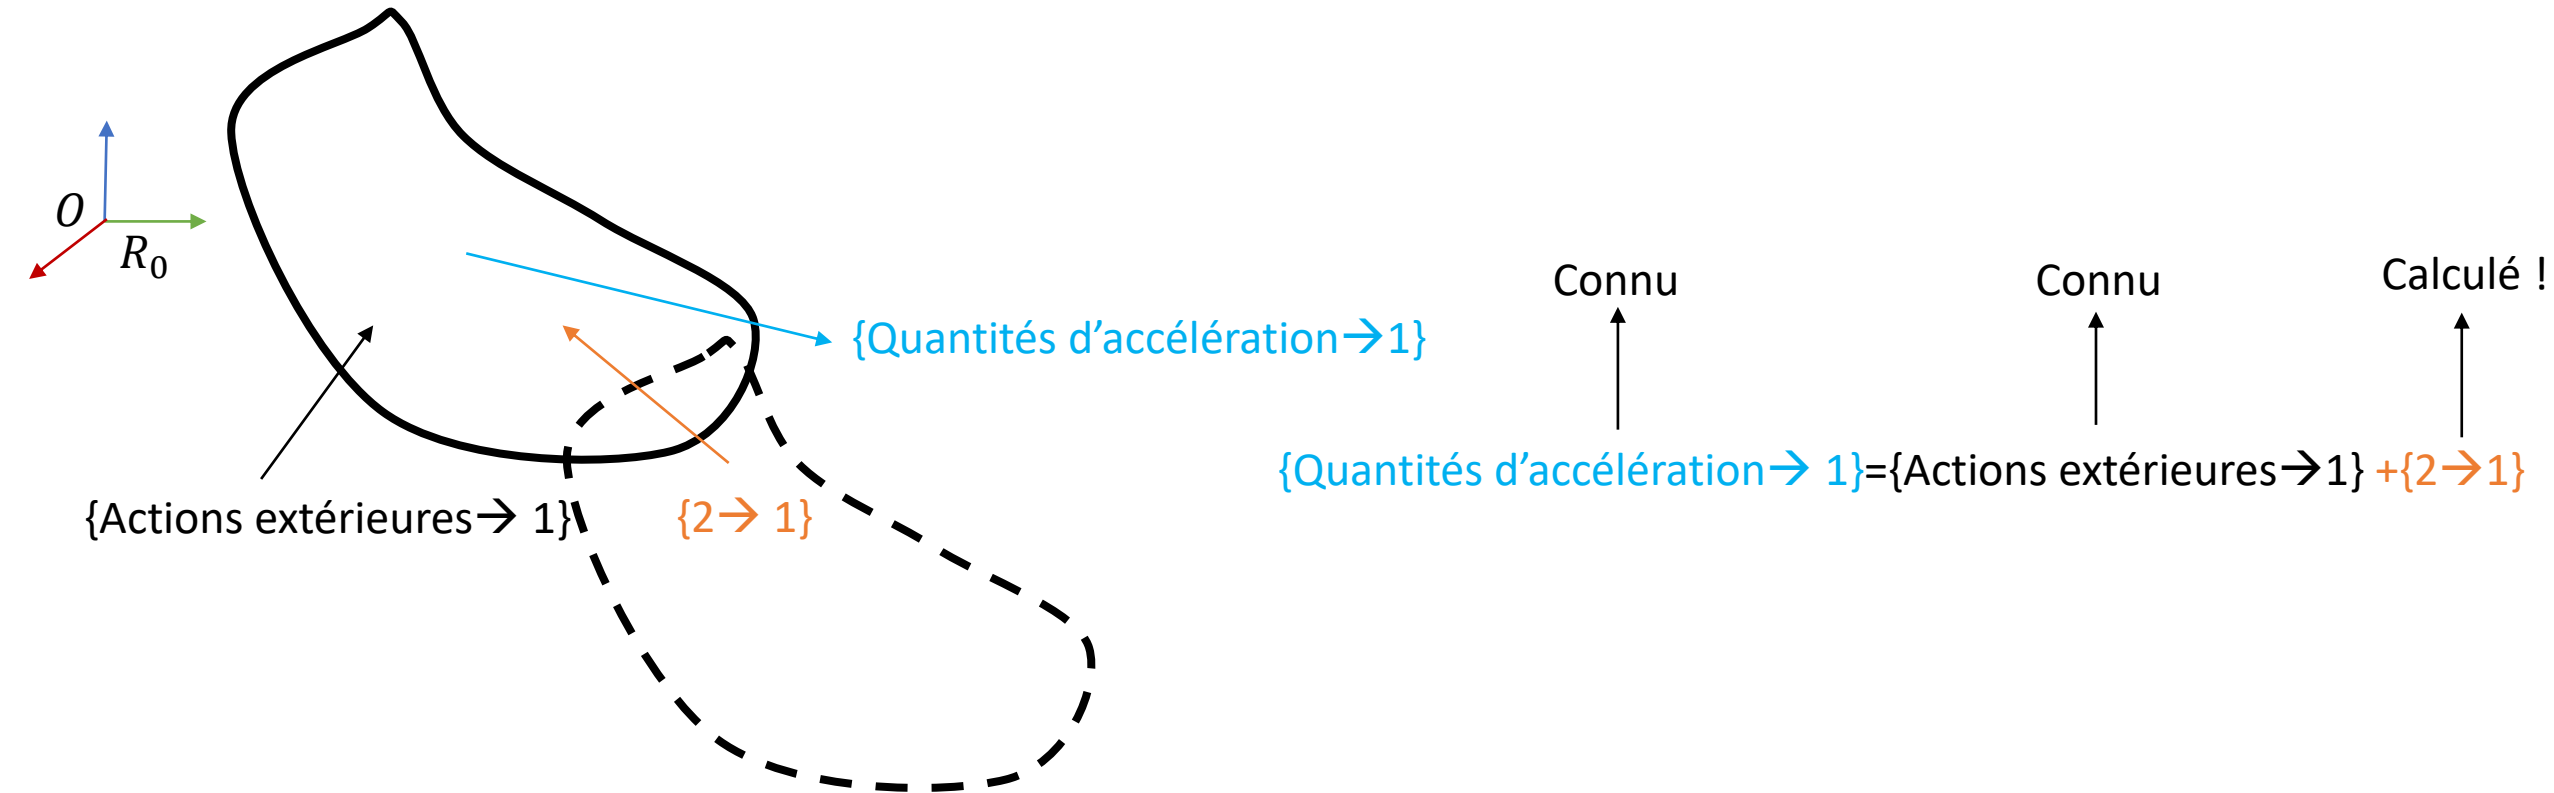 O
R₀
{Quantités d'accélération→1}
{Actions extérieures→ 1}
{2→ 1}
Connu
Connu
Calculé !
{Quantités d'accélération→ 1}={Actions extérieures→1} +{2→1}